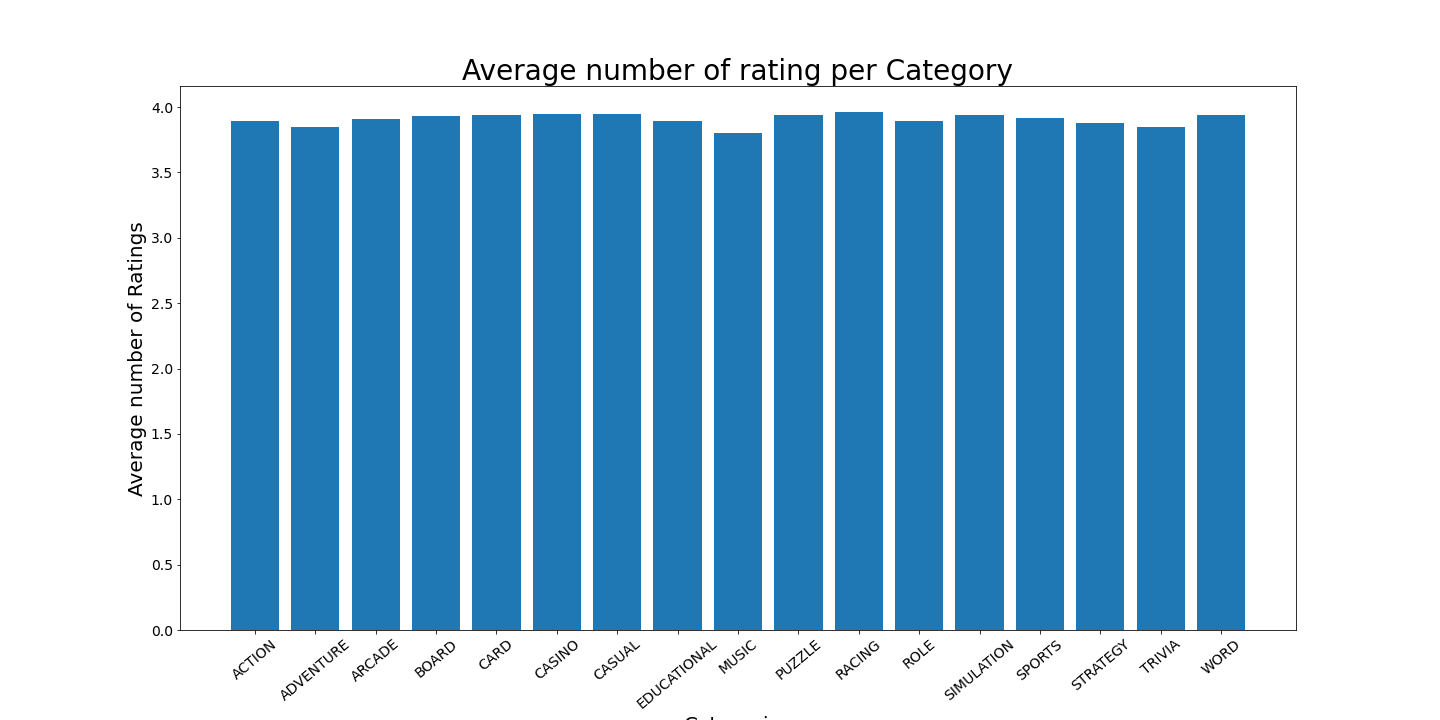 Average number of rating per Category
Average number of Ratings
4.0
3.5
3.0
2.5
2.0
1.5
1.0
0.5
0.0
ACTION
ADVENTURE
ARCADE
BOARD
CARD
CASINO
CASUAL
EDUCATIONAL
MUSIC
PUZZLE
RACING
ROLE
SIMULATION
SPORTS
STRATEGY
TRIVIA
WORD